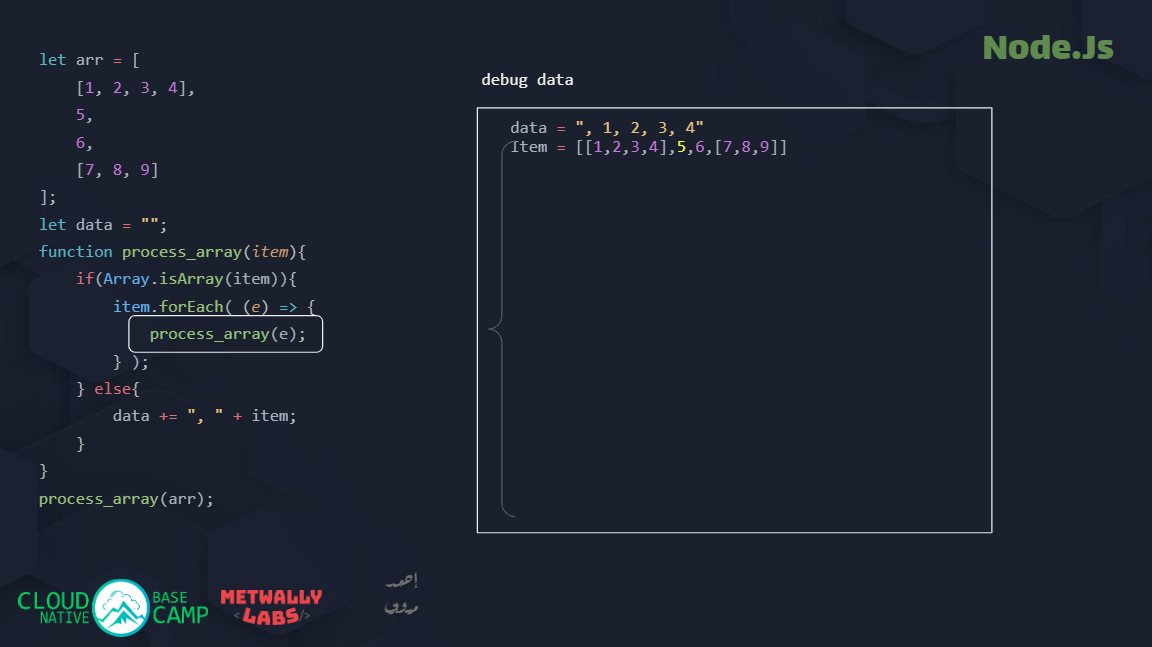 Node.Js
let arr = [
    [1, 2, 3, 4],
    5,
    6,
    [7, 8, 9]
];
let data = "";
function process_array(item){
    if(Array.isArray(item)){
        item.forEach( (e) => {
            process_array(e);
        } );
    } else{
        data += ", " + item;
    }
}
process_array(arr);
debug data
data = ", 1, 2, 3, 4"
Item = [[1,2,3,4],5,6,[7,8,9]]
CLOUD NATIVE BASE CAMP
METWALLY
<LABS/>